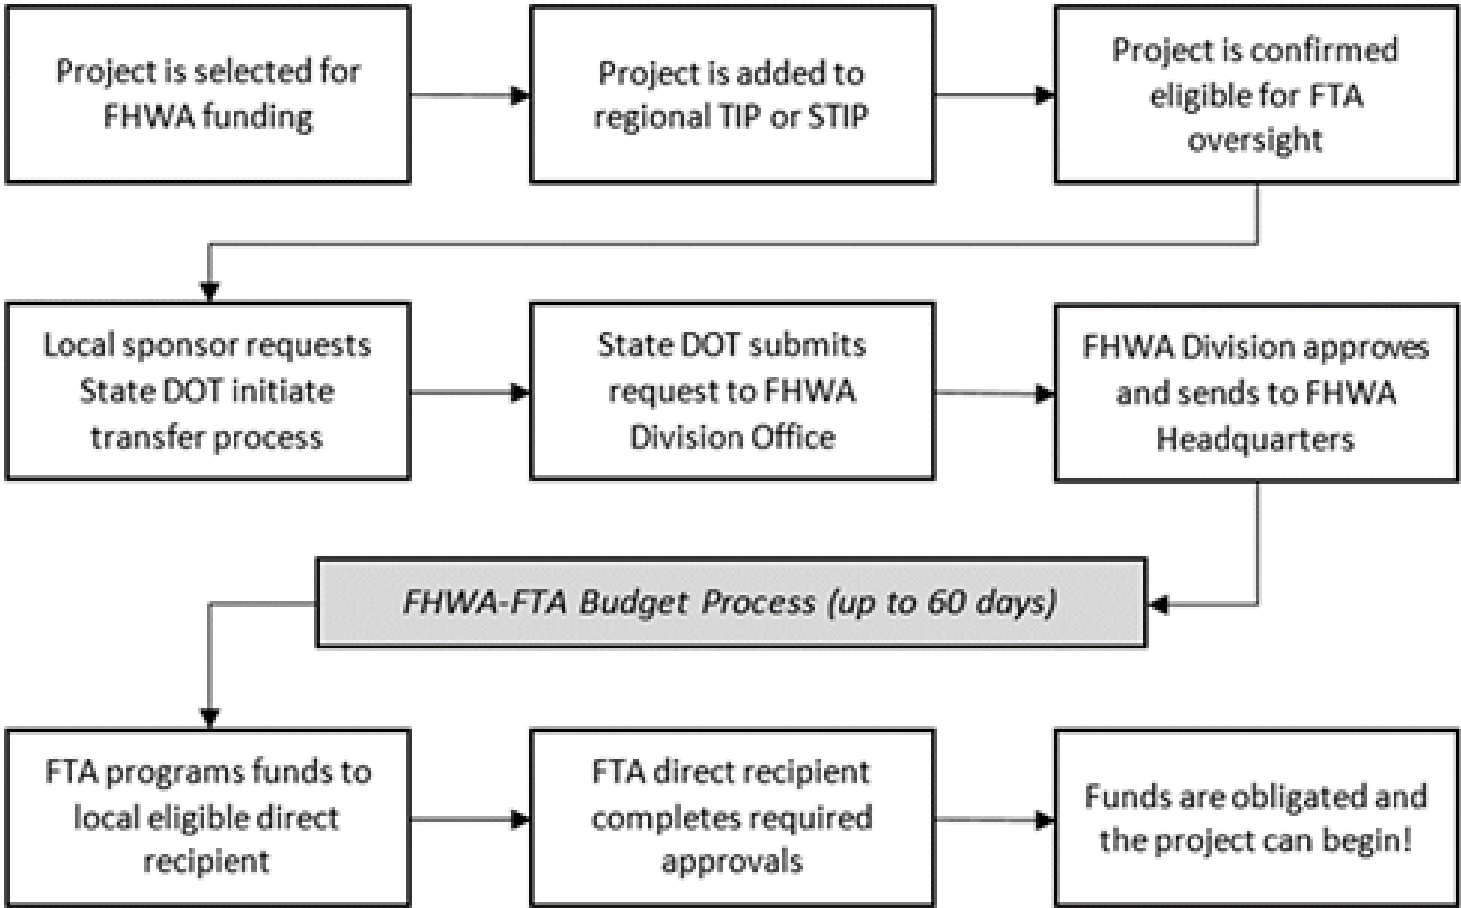 Project is selected for
FHWA funding
Project is added to
regional TIP or STIP
Project is confirmed
eligible for FTA
oversight
Local sponsor requests
State DOT initiate
transfer process
State DOT submits
request to FHWA
Division Office
FHWA Division approves
and sends to FHWA
Headquarters
FHWA-FTA Budget Process (up to 60 days)
FTA programs funds to
local eligible direct
recipient
FTA direct recipient
completes required
approvals
Funds are obligated and
the project can begin!